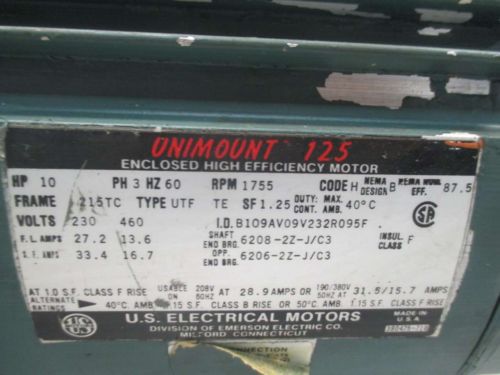 UNIMOUNT 125
ENCLOSED HIGH EFFICIENCY MOTOR
HP 10 PH 3 HZ 60 RPM 1755 CODE H NEMA DESIGN B NEMA NOM. EFF. 87.5
FRAME 215TC TYPE UTF TE SF 1.25 DUTY: MAX. CONT. AMB. 40°C
VOLTS 230 460 I.D. B109AV09V232R095F
F.L. AMPS 27.2 13.6 SHAFT END BRG. 6208-2Z-J/C3 INSUL. CLASS F
S.F. AMPS 33.4 16.7 OPP. END BRG. 6206-2Z-J/C3
AT 1.0 S.F. CLASS F RISE USABLE ON 208V 60HZ AT 28.9 AMPS OR 190/380V 50HZ AT 31.5/15.7 AMPS
ALTERNATE RATINGS 40°C AMB. 1.15 S.F. CLASS B RISE OR 50°C AMB. 1.15 S.F. CLASS F RISE
U.S. ELECTRICAL MOTORS
DIVISION OF EMERSON ELECTRIC CO.
MILFORD, CONNECTICUT
MADE IN U.S.A.
CONNECTION